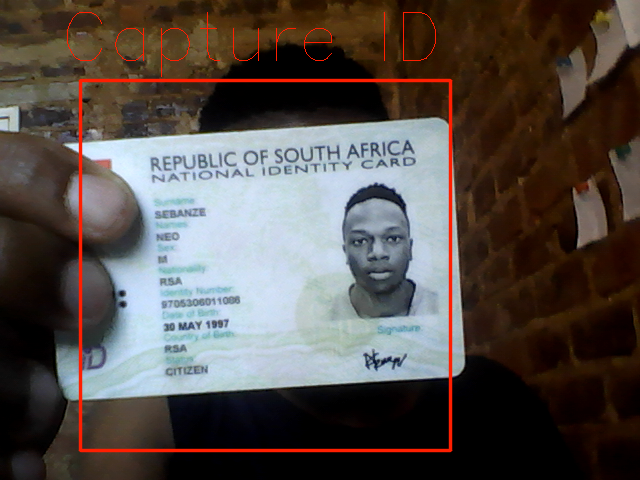 Capture ID
REPUBLIC OF SOUTH AFRICA
NATIONAL IDENTITY CARD
Surname:
SEBANZE
Names:
NEO
Sex:
M
Nationality:
RSA
Identity Number:
9705306011086
Date of Birth:
30 MAY 1997
Country of Birth:
RSA
Status:
CITIZEN
Signature:
ID